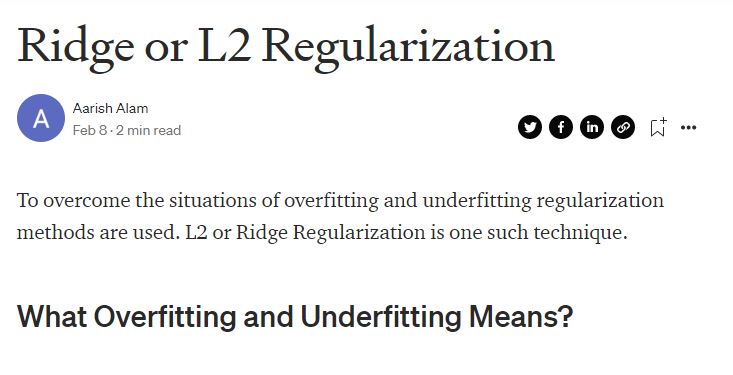 Ridge or L2 Regularization
A
Aarish Alam
Feb 8 · 2 min read
To overcome the situations of overfitting and underfitting regularization
methods are used. L2 or Ridge Regularization is one such technique.
What Overfitting and Underfitting Means?